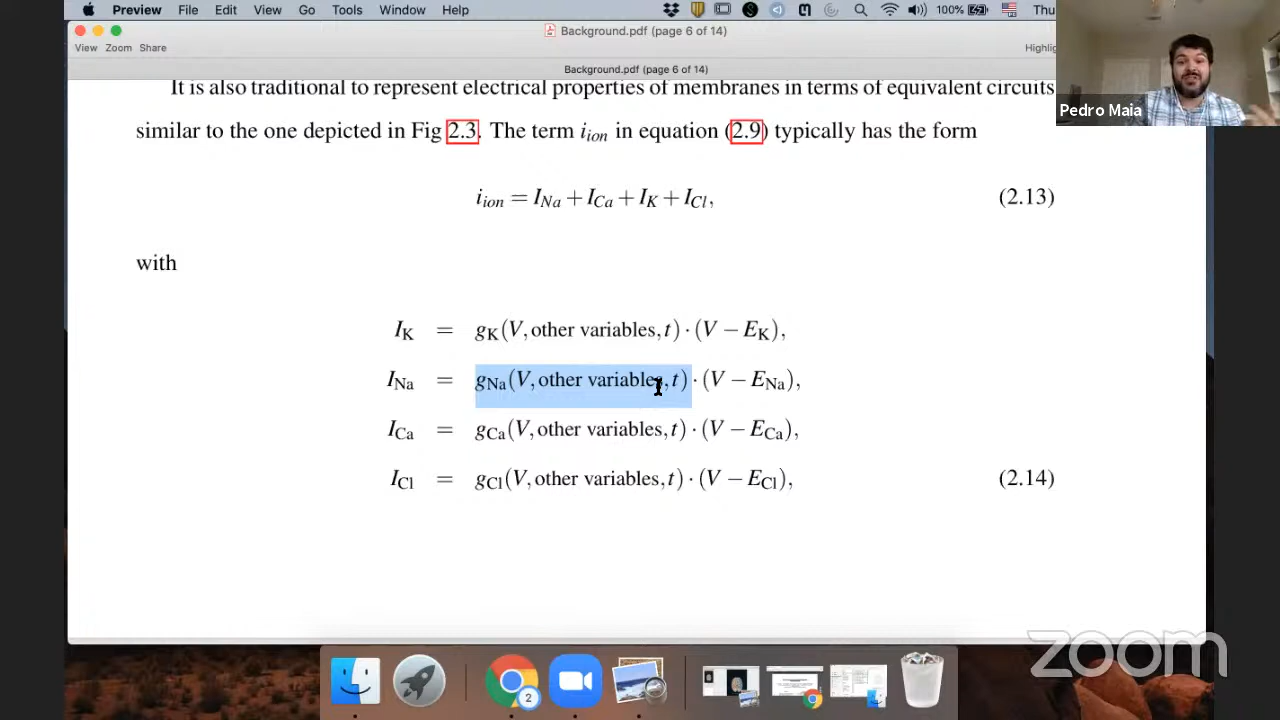 Preview File Edit View Go Tools Window Help 100% Thu
Background.pdf (page 6 of 14)
View Zoom Share
Background.pdf (page 6 of 14)
Pedro Maia
It is also traditional to represent electrical properties of membranes in terms of equivalent circuits
similar to the one depicted in Fig 2.3. The term i_ion in equation (2.9) typically has the form
i_ion = I_Na + I_Ca + I_K + I_Cl, (2.13)
with
I_K = g_K(V, other variables, t) · (V − E_K),
I_Na = g_Na(V, other variables, t) · (V − E_Na),
I_Ca = g_Ca(V, other variables, t) · (V − E_Ca),
I_Cl = g_Cl(V, other variables, t) · (V − E_Cl), (2.14)
2
zoom